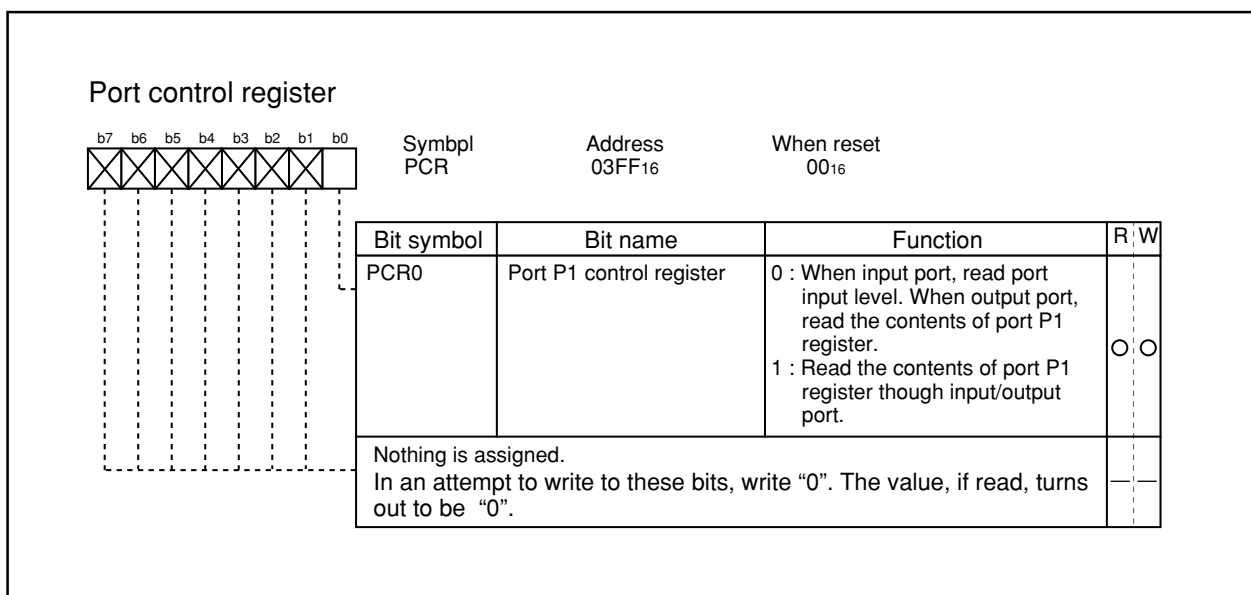 Port control register
b7 b6 b5 b4 b3 b2 b1 b0
Symbpl Address When reset
PCR 03FF16 0016
Bit symbol Bit name Function R W
PCR0 Port P1 control register 0 : When input port, read port
input level. When output port,
read the contents of port P1
register.
1 : Read the contents of port P1
register though input/output
port.
Nothing is assigned.
In an attempt to write to these bits, write “0”. The value, if read, turns
out to be “0”.